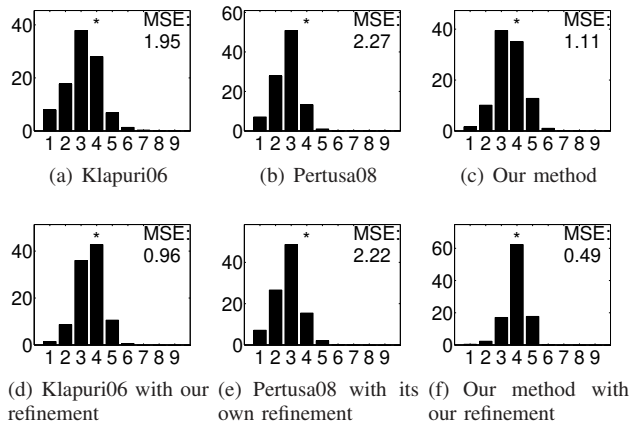 *
MSE:
1.95
40
20
0
1 2 3 4 5 6 7 8 9
(a) Klapuri06
*
MSE:
2.27
60
40
20
0
1 2 3 4 5 6 7 8 9
(b) Pertusa08
*
MSE:
1.11
40
20
0
1 2 3 4 5 6 7 8 9
(c) Our method
*
MSE:
0.96
40
20
0
1 2 3 4 5 6 7 8 9
(d) Klapuri06 with our
refinement
*
MSE:
2.22
40
20
0
1 2 3 4 5 6 7 8 9
(e) Pertusa08 with its
own refinement
*
MSE:
0.49
60
40
20
0
1 2 3 4 5 6 7 8 9
(f) Our method with
our refinement